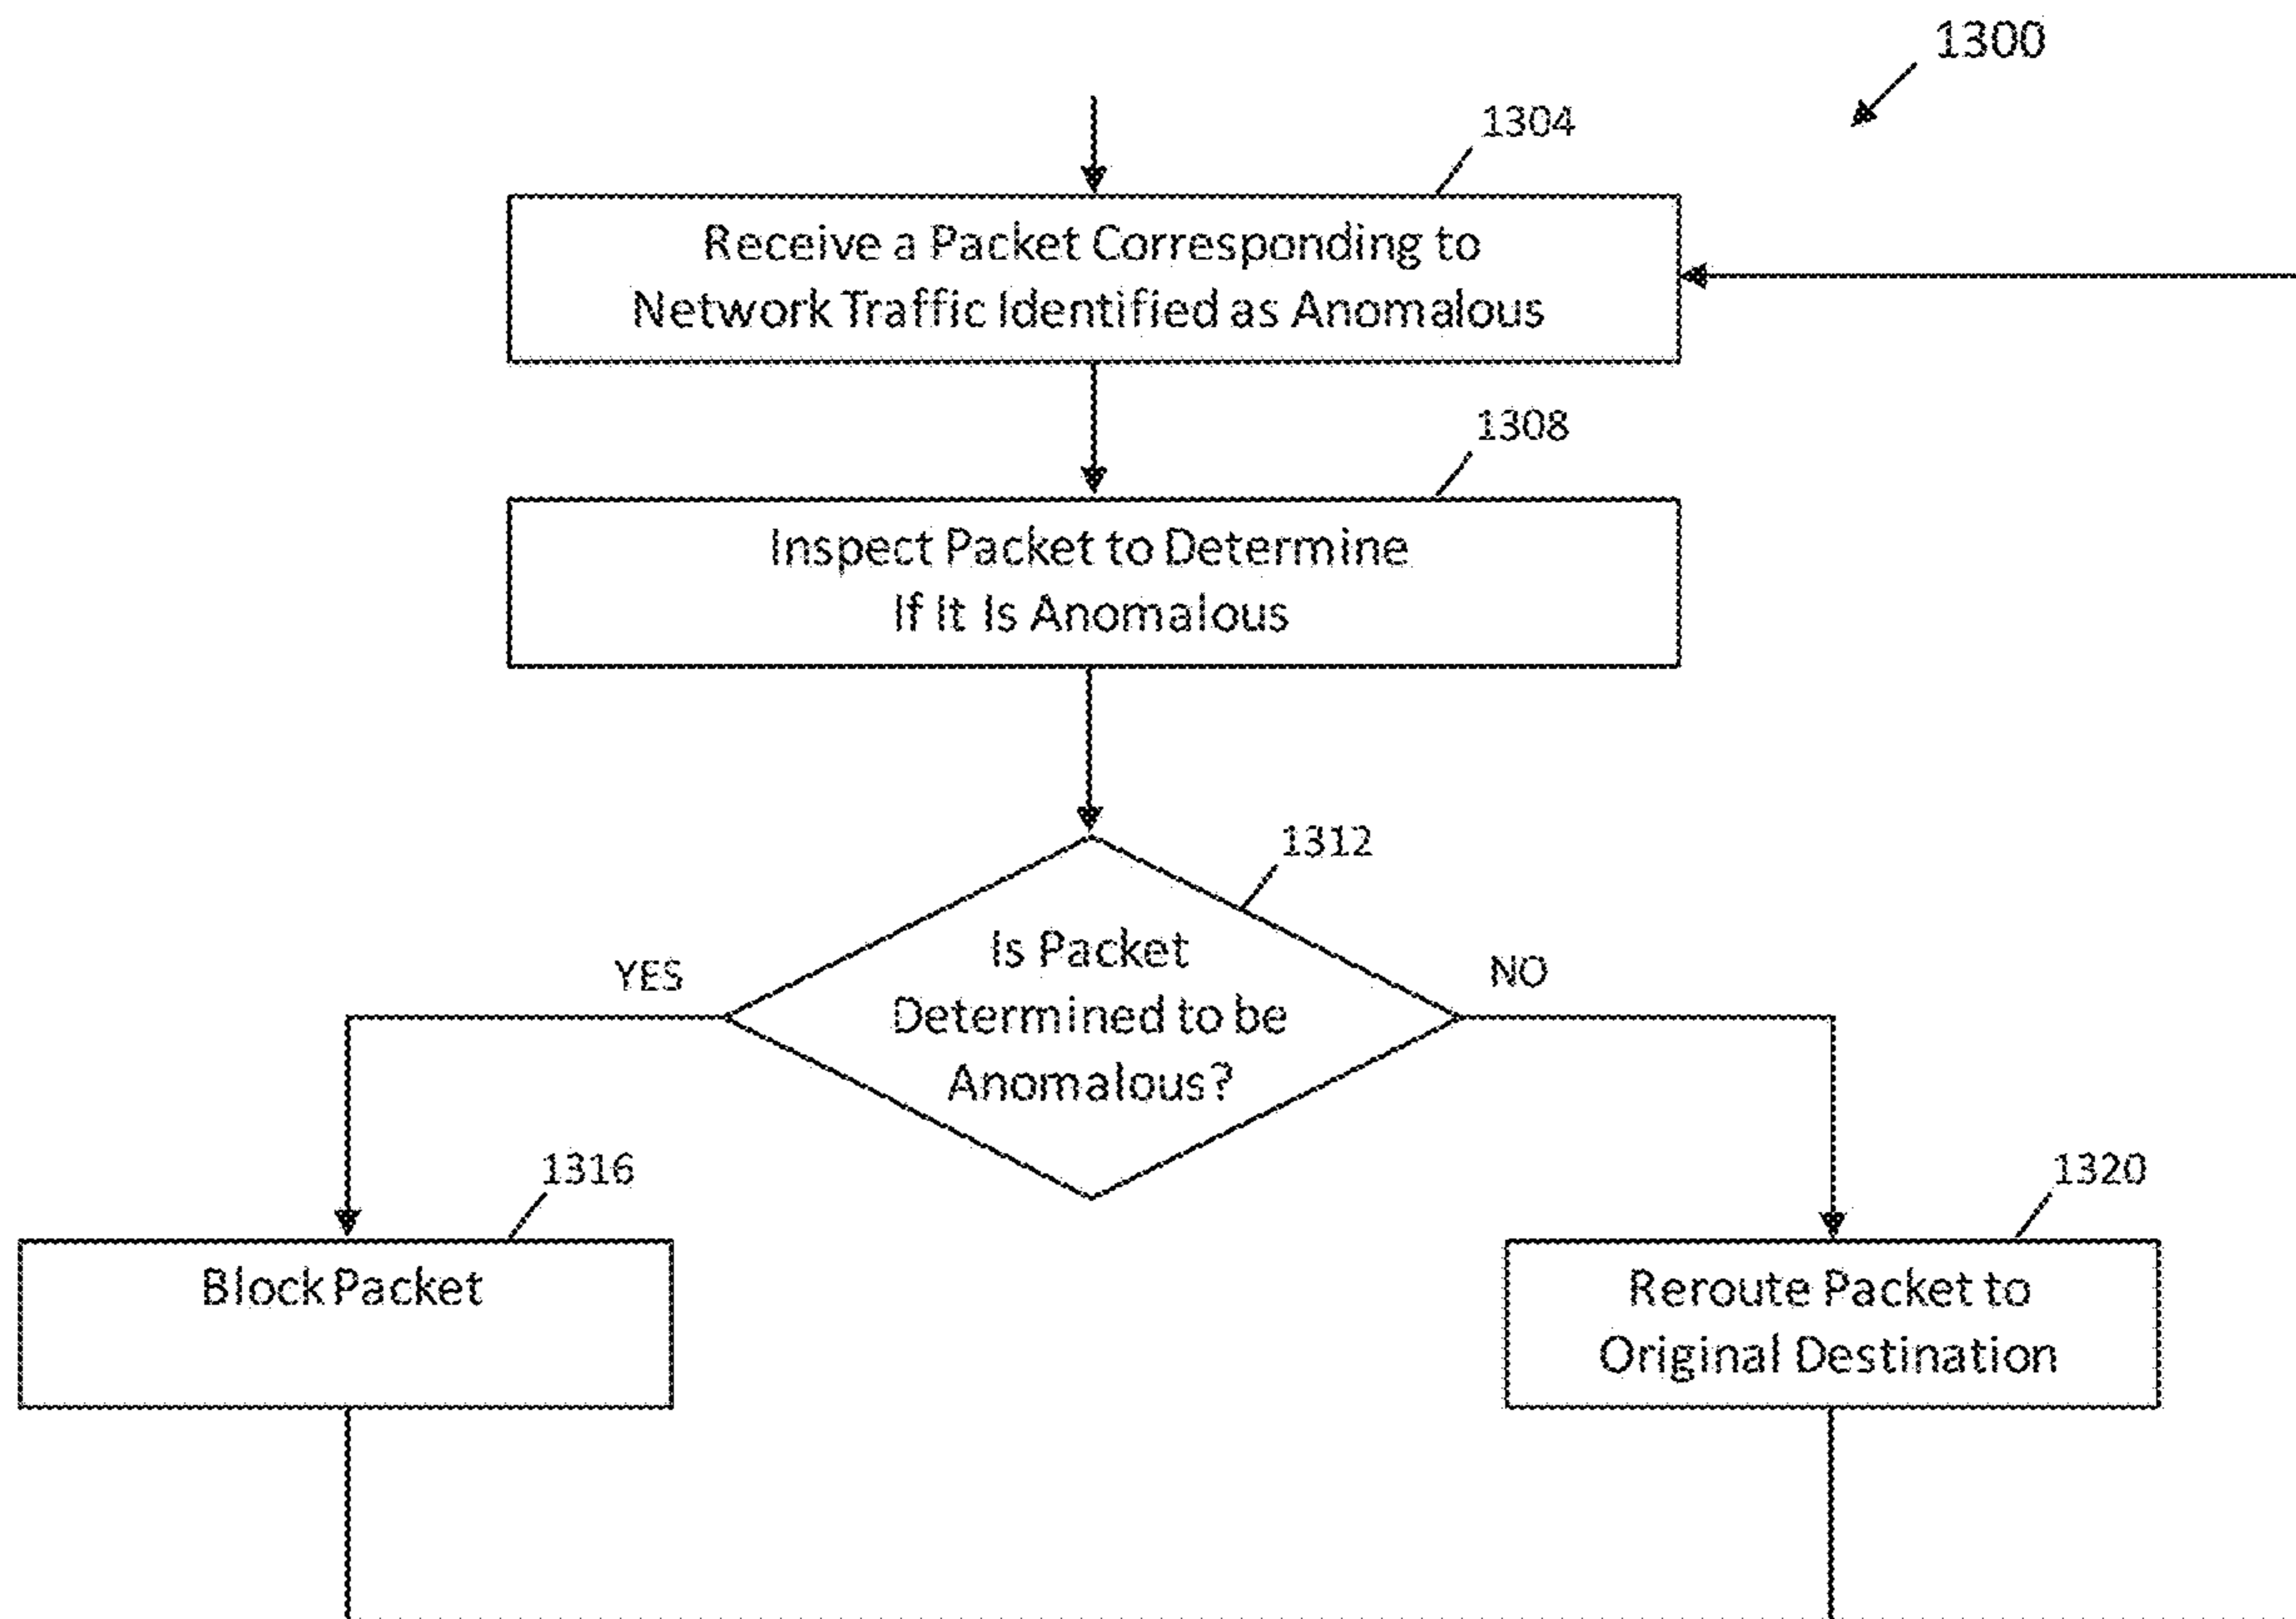 1300
1304
Receive a Packet Corresponding to
Network Traffic Identified as Anomalous
1308
Inspect Packet to Determine
If It Is Anomalous
1312
Is Packet
Determined to be
Anomalous?
YES
NO
1316
Block Packet
1320
Reroute Packet to
Original Destination